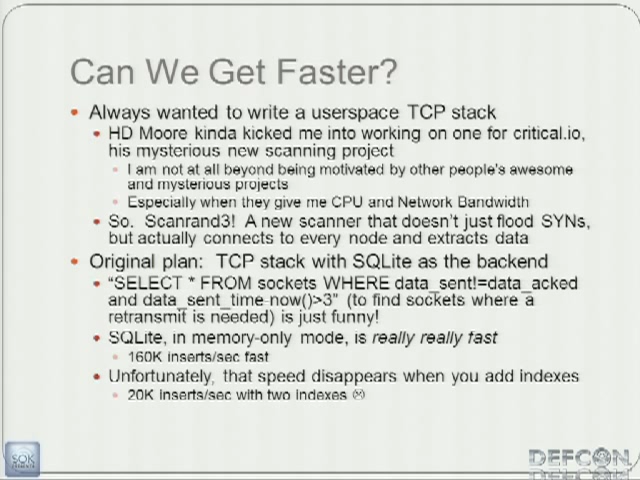 Can We Get Faster?
• Always wanted to write a userspace TCP stack
• HD Moore kinda kicked me into working on one for critical.io,
his mysterious new scanning project
• I am not at all beyond being motivated by other people's awesome
and mysterious projects
• Especially when they give me CPU and Network Bandwidth
• So. Scanrand3! A new scanner that doesn't just flood SYNs,
but actually connects to every node and extracts data
• Original plan: TCP stack with SQLite as the backend
• "SELECT * FROM sockets WHERE data_sent!=data_acked
and data_sent_time-now()>3" (to find sockets where a
retransmit is needed) is just funny!
• SQLite, in memory-only mode, is really really fast
• 160K inserts/sec fast
• Unfortunately, that speed disappears when you add indexes
• 20K inserts/sec with two indexes ☹
SOK
DEFCON